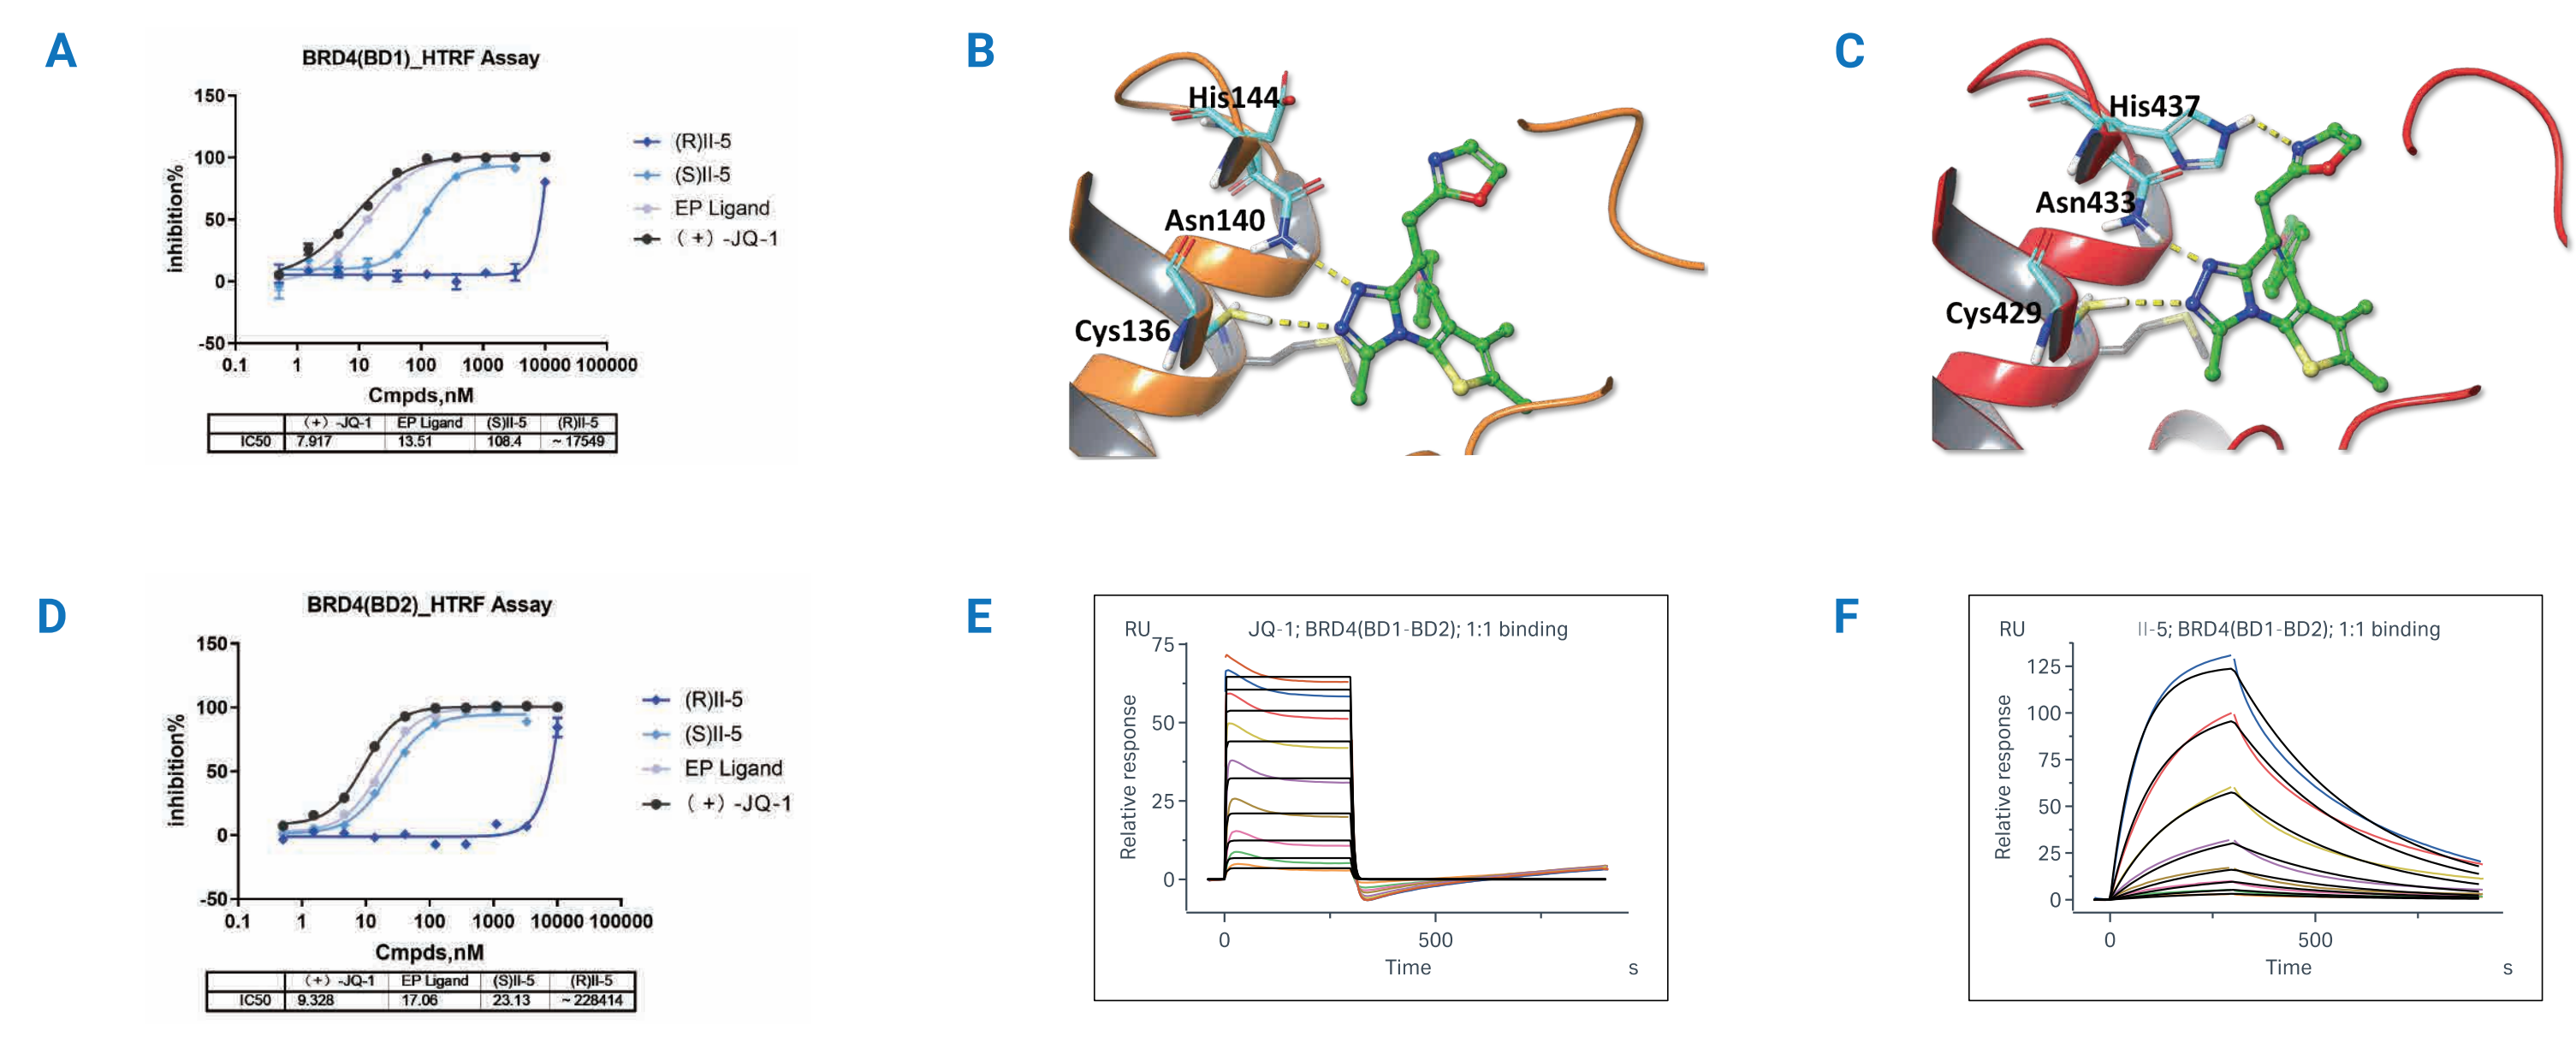 A
BRD4(BD1)_HTRF Assay
150
100
50
0
-50
inhibition%
0.1 1 10 100 1000 10000 100000
Cmpds,nM
(R)II-5
(S)II-5
EP Ligand
(+)-JQ-1
(+)-JQ-1 EP Ligand (S)II-5 (R)II-5
IC50 7.917 13.51 108.4 ~ 17549
B
His144
Asn140
Cys136
C
His437
Asn433
Cys429
D
BRD4(BD2)_HTRF Assay
150
100
50
0
-50
inhibition%
0.1 1 10 100 1000 10000 100000
Cmpds,nM
(R)II-5
(S)II-5
EP Ligand
(+)-JQ-1
(+)-JQ-1 EP Ligand (S)II-5 (R)II-5
IC50 9.328 17.06 23.13 ~ 228414
E
RU JQ-1; BRD4(BD1-BD2); 1:1 binding
75
50
25
0
Relative response
0 500
Time s
F
RU II-5; BRD4(BD1-BD2); 1:1 binding
125
100
75
50
25
0
Relative response
0 500
Time s